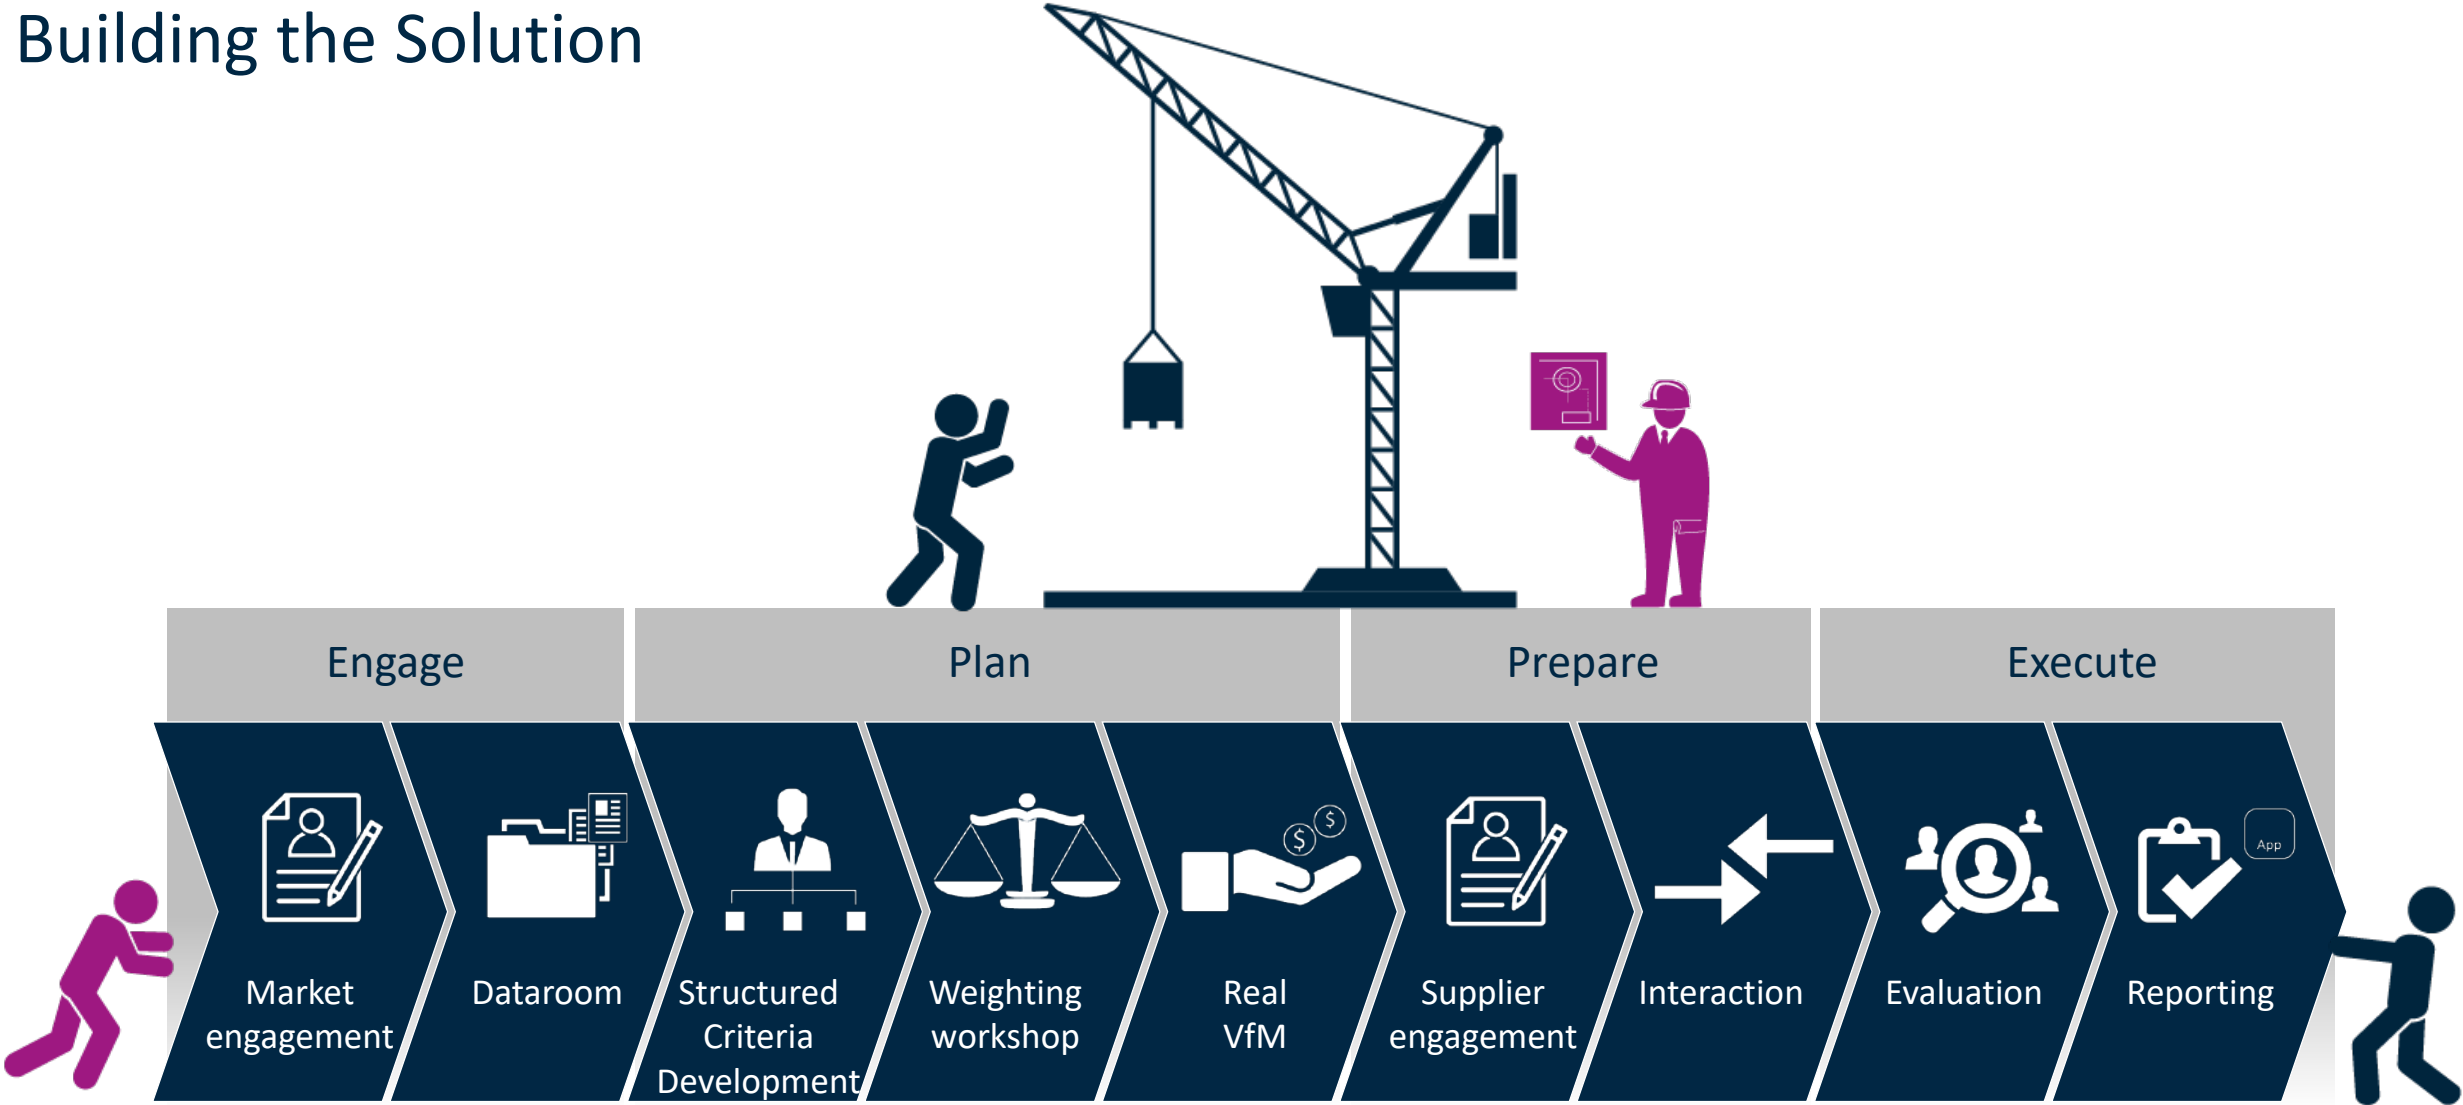 Building the Solution
Engage
Plan
Prepare
Execute
$
$
App
Market
engagement
Dataroom
Structured
Criteria
Development
Weighting
workshop
Real
VfM
Supplier
engagement
Interaction
Evaluation
Reporting